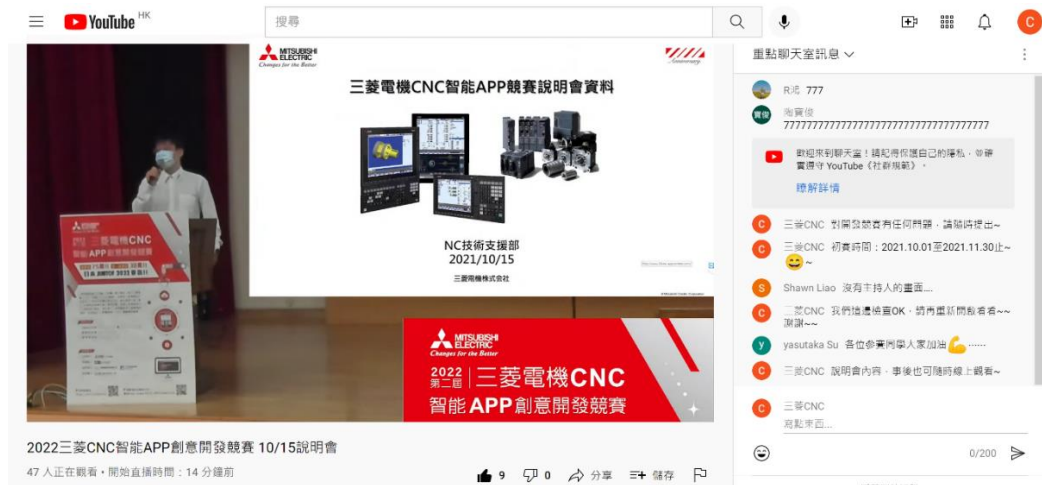 YouTube HK
搜尋
MITSUBISHI
ELECTRIC
Changes for the Better
Anniversary
三菱電機CNC智能APP競賽說明會資料
NC技術支援部
2021/10/15
三菱電機株式会社
三菱電機CNC
智能APP創意開發競賽
MITSUBISHI
ELECTRIC
Changes for the Better
2022
第二屆
三菱電機CNC
智能APP創意開發競賽
2022三菱CNC智能APP創意開發競賽 10/15說明會
47 人正在觀看・開始直播時間：14 分鐘前
9
0
分享
儲存
重點聊天室訊息
777
陶寶俊
7777777777777777777777777777777777
歡迎來到聊天室！請記得保護自己的隱私，並確
實遵守 YouTube《社群規範》。
瞭解詳情
三菱CNC 對開發競賽有任何問題，請隨時提出~
三菱CNC 初賽時間：2021.10.01至2021.11.30止~
~
Shawn Liao 沒有主持人的畫面....
三菱CNC 我們這邊檢查OK，請再重新開啟看看~~
謝謝~~
yasutaka Su 各位參賽同學大家加油 ......
三菱CNC 說明會內容，事後也可隨時線上觀看~
三菱CNC
寫點東西...
0/200